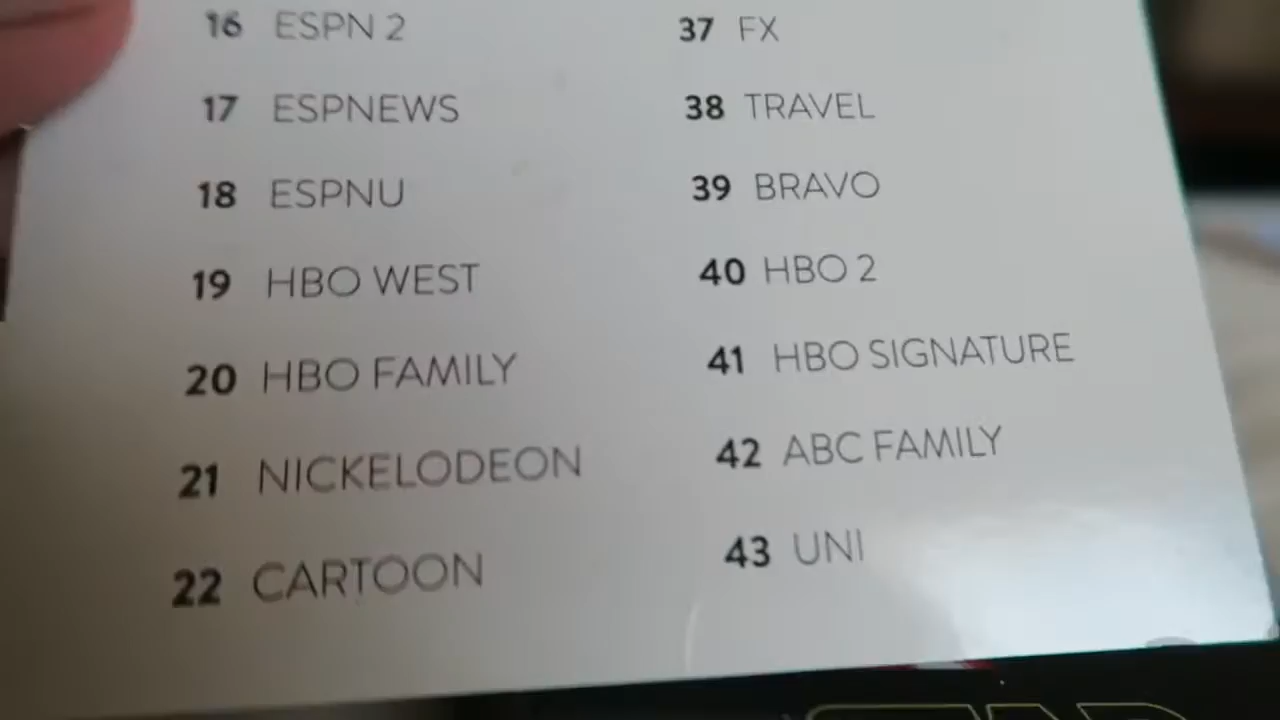 16 ESPN 2
17 ESPNEWS
18 ESPNU
19 HBO WEST
20 HBO FAMILY
21 NICKELODEON
22 CARTOON
37 FX
38 TRAVEL
39 BRAVO
40 HBO 2
41 HBO SIGNATURE
42 ABC FAMILY
43 UNI